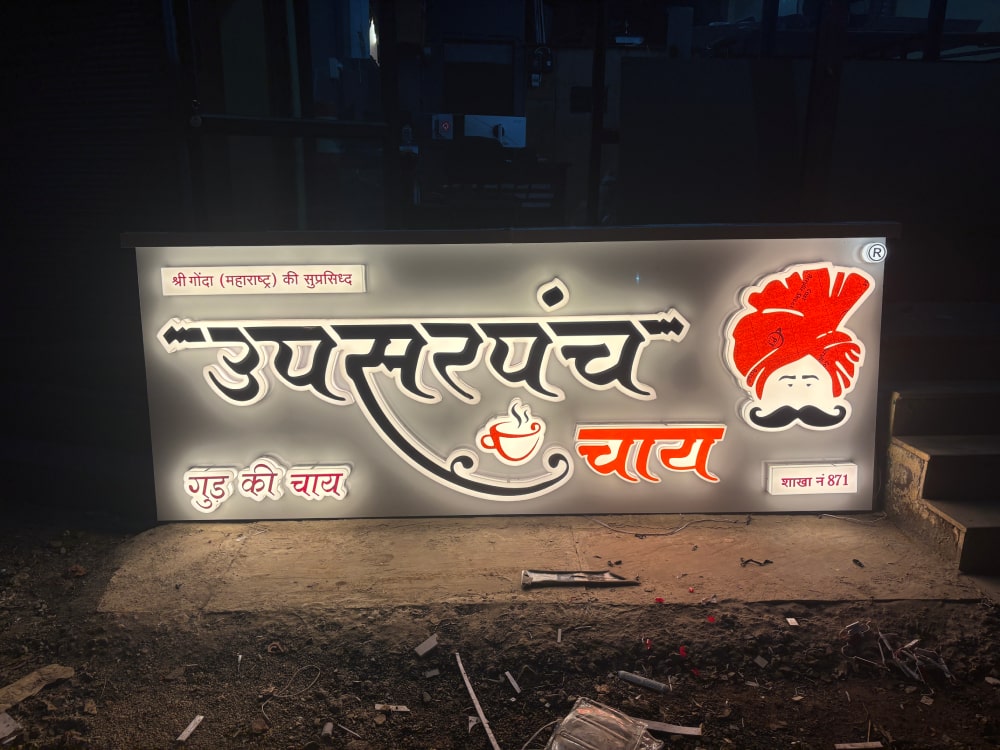 श्री गोंदा (महाराष्ट्र) की सुप्रसिध्द
®
उपसरपंच
चाय
गुड की चाय
शाखा नं 871